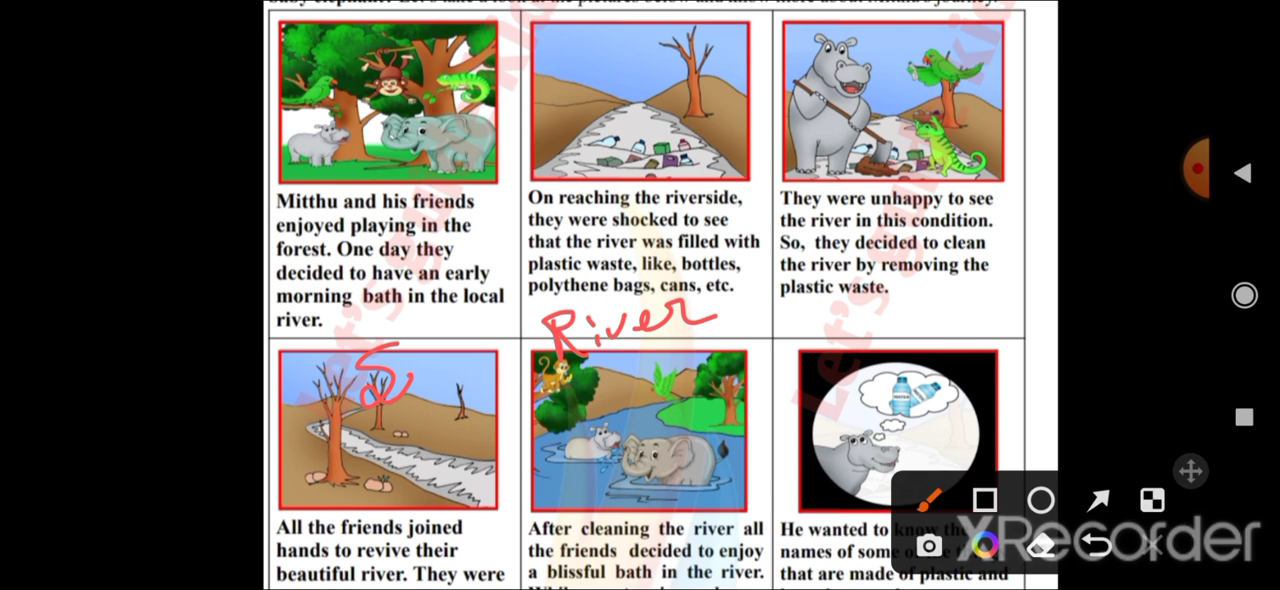 Mitthu and his friends
enjoyed playing in the
forest. One day they
decided to have an early
morning bath in the local
river.
On reaching the riverside,
they were shocked to see
that the river was filled with
plastic waste, like, bottles,
polythene bags, cans, etc.
They were unhappy to see
the river in this condition.
So, they decided to clean
the river by removing the
plastic waste.
River
S
All the friends joined
hands to revive their
beautiful river. They were
After cleaning the river all
the friends decided to enjoy
a blissful bath in the river.
WATER
He wanted to know the
names of some of the
that are made of plastic and
XRecorder